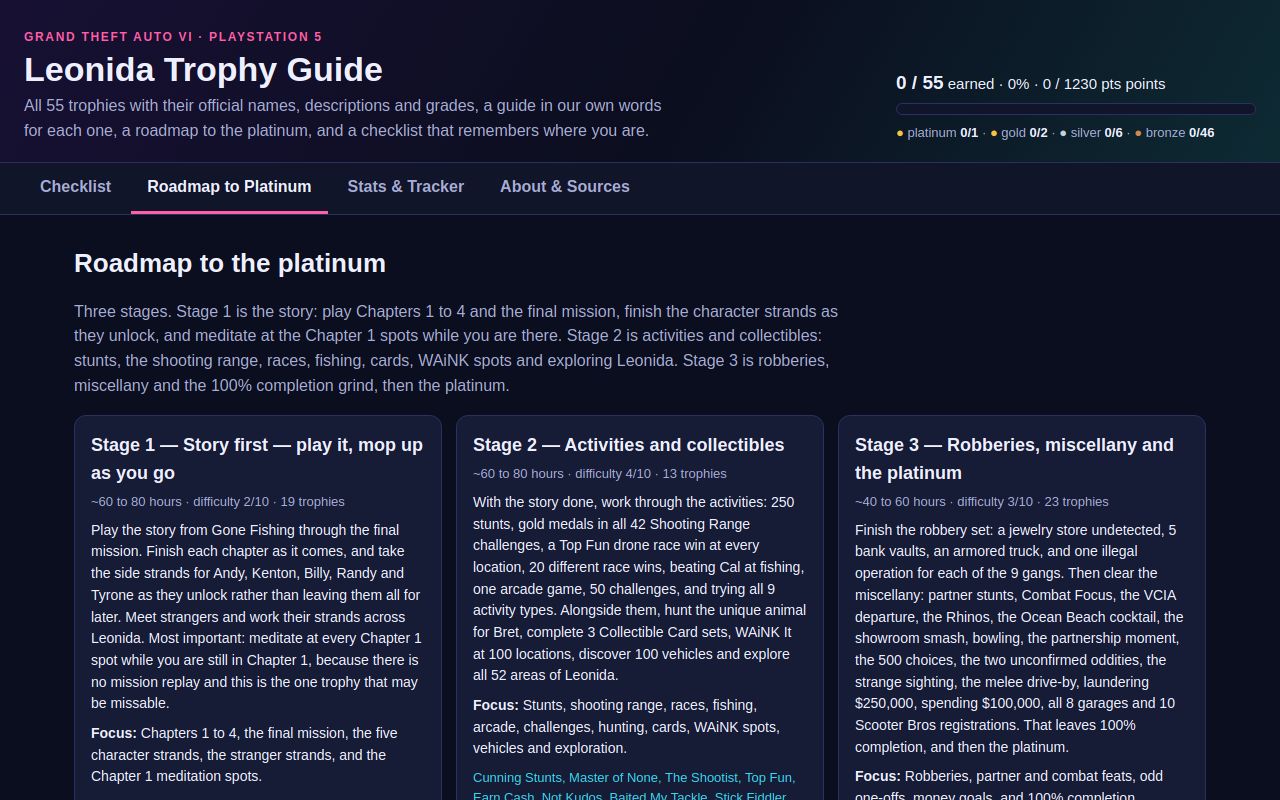 GRAND THEFT AUTO VI · PLAYSTATION 5
Leonida Trophy Guide
All 55 trophies with their official names, descriptions and grades, a guide in our own words
for each one, a roadmap to the platinum, and a checklist that remembers where you are.
0 / 55 earned · 0% · 0 / 1230 pts points
● platinum 0/1 · ● gold 0/2 · ● silver 0/6 · ● bronze 0/46
Checklist
Roadmap to Platinum
Stats & Tracker
About & Sources
Roadmap to the platinum
Three stages. Stage 1 is the story: play Chapters 1 to 4 and the final mission, finish the character strands as
they unlock, and meditate at the Chapter 1 spots while you are there. Stage 2 is activities and collectibles:
stunts, the shooting range, races, fishing, cards, WAiNK spots and exploring Leonida. Stage 3 is robberies,
miscellany and the 100% completion grind, then the platinum.
Stage 1 — Story first — play it, mop up
as you go
~60 to 80 hours · difficulty 2/10 · 19 trophies
Play the story from Gone Fishing through the final
mission. Finish each chapter as it comes, and take
the side strands for Andy, Kenton, Billy, Randy and
Tyrone as they unlock rather than leaving them all for
later. Meet strangers and work their strands across
Leonida. Most important: meditate at every Chapter 1
spot while you are still in Chapter 1, because there is
no mission replay and this is the one trophy that may
be missable.
Focus: Chapters 1 to 4, the final mission, the five
character strands, the stranger strands, and the
Chapter 1 meditation spots.
Stage 2 — Activities and collectibles
~60 to 80 hours · difficulty 4/10 · 13 trophies
With the story done, work through the activities: 250
stunts, gold medals in all 42 Shooting Range
challenges, a Top Fun drone race win at every
location, 20 different race wins, beating Cal at fishing,
one arcade game, 50 challenges, and trying all 9
activity types. Alongside them, hunt the unique animal
for Bret, complete 3 Collectible Card sets, WAiNK It
at 100 locations, discover 100 vehicles and explore
all 52 areas of Leonida.
Focus: Stunts, shooting range, races, fishing,
arcade, challenges, hunting, cards, WAiNK spots,
vehicles and exploration.
Cunning Stunts, Master of None, The Shootist, Top Fun,
Earn Cash, Not Kudos, Baited My Tackle, Stick Fiddler,
Stage 3 — Robberies, miscellany and
the platinum
~40 to 60 hours · difficulty 3/10 · 23 trophies
Finish the robbery set: a jewelry store undetected, 5
bank vaults, an armored truck, and one illegal
operation for each of the 9 gangs. Then clear the
miscellany: partner stunts, Combat Focus, the VCIA
departure, the Rhinos, the Ocean Beach cocktail, the
showroom smash, bowling, the partnership moment,
the 500 choices, the two unconfirmed oddities, the
strange sighting, the melee drive-by, laundering
$250,000, spending $100,000, all 8 garages and 10
Scooter Bros registrations. That leaves 100%
completion, and then the platinum.
Focus: Robberies, partner and combat feats, odd
one-offs, money goals, and 100% completion.